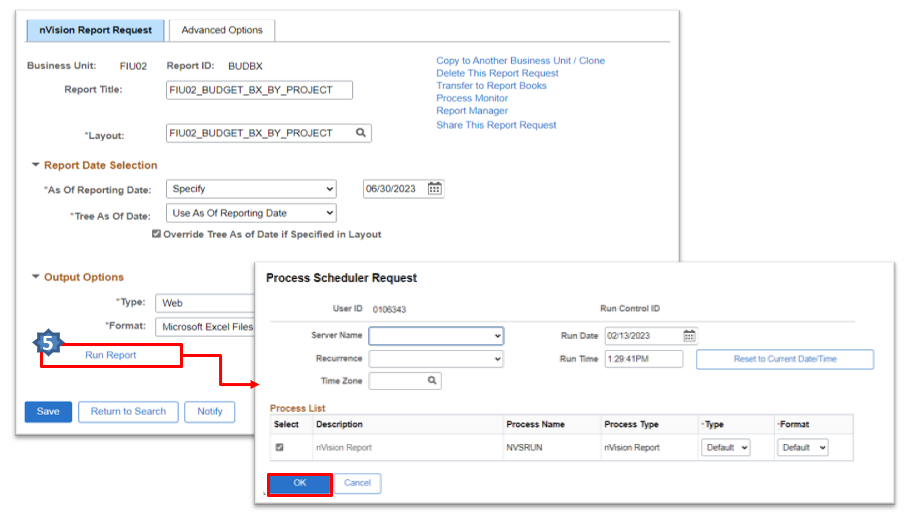 nVision Report Request Advanced Options
Business Unit: FIU02 Report ID: BUDBX
Report Title: FIU02_BUDGET_BX_BY_PROJECT
*Layout: FIU02_BUDGET_BX_BY_PROJECT
Copy to Another Business Unit / Clone
Delete This Report Request
Transfer to Report Books
Process Monitor
Report Manager
Share This Report Request
Report Date Selection
*As Of Reporting Date: Specify 06/30/2023
*Tree As Of Date: Use As Of Reporting Date
Override Tree As of Date if Specified in Layout
Output Options
*Type: Web
*Format: Microsoft Excel Files
5
Run Report
Save Return to Search Notify
Process Scheduler Request
User ID 0106343 Run Control ID
Server Name Run Date 02/13/2023
Recurrence Run Time 1:29:41PM Reset to Current Date/Time
Time Zone
Process List
Select Description Process Name Process Type *Type *Format
nVision Report NVSRUN nVision Report Default Default
OK Cancel